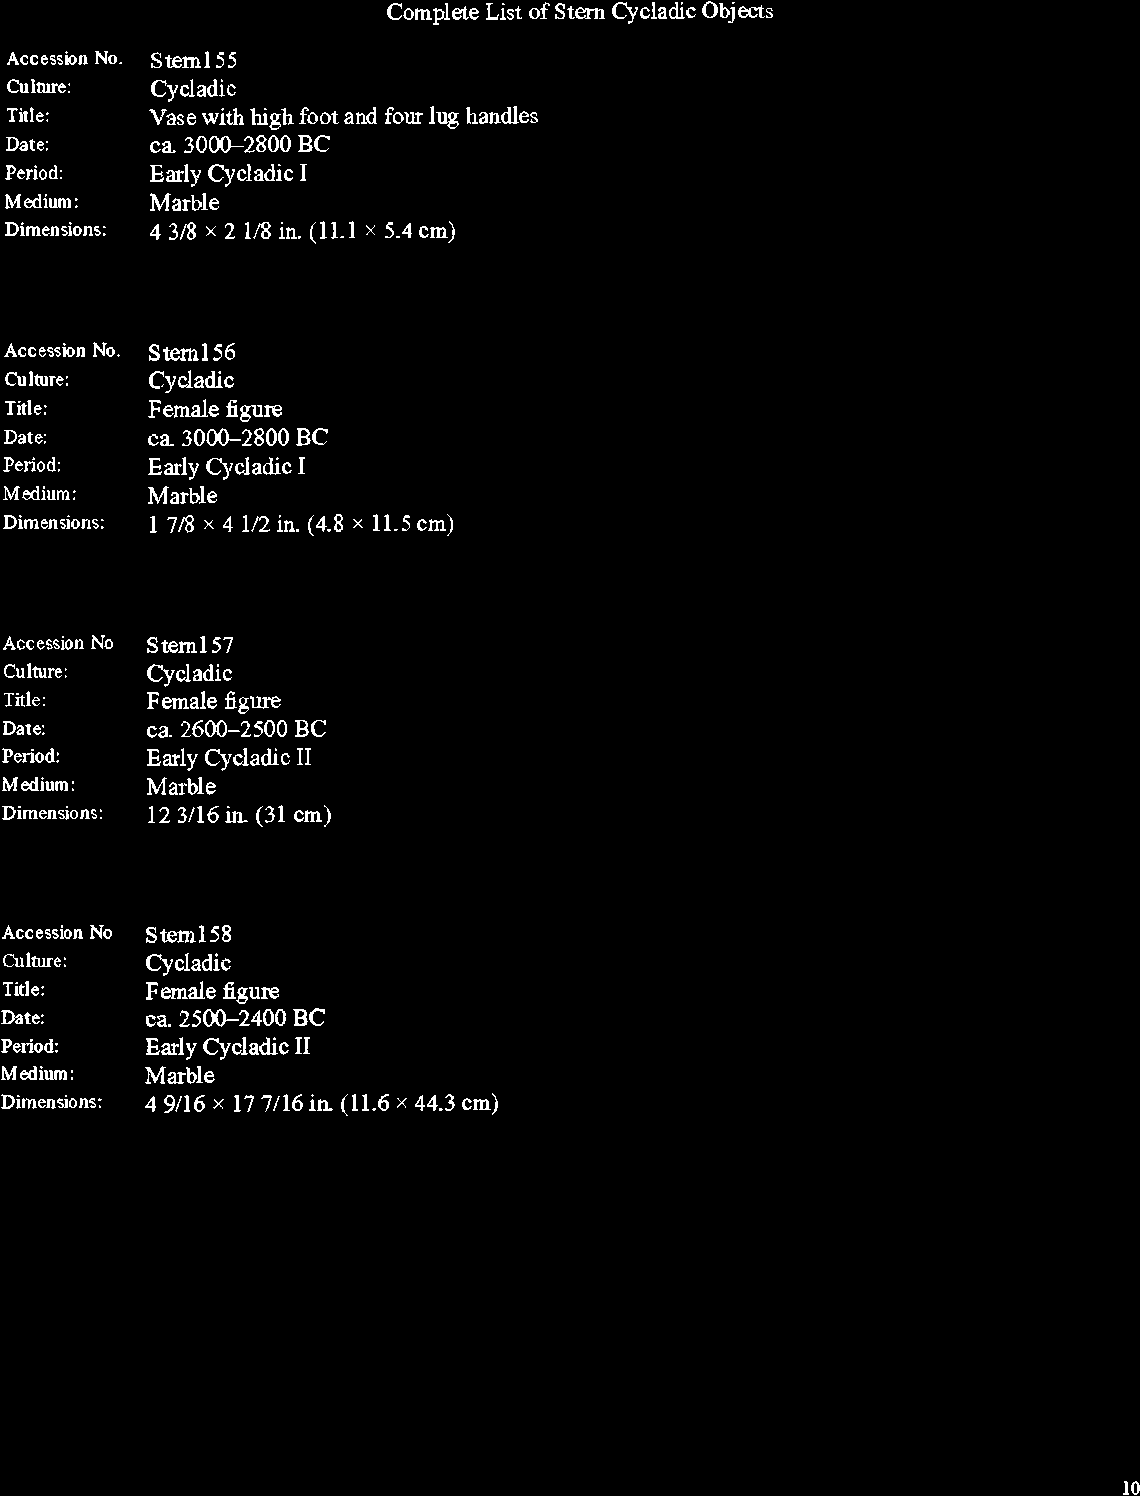 Complete List of Stern Cycladic Objects
Accession No. Stern155
Culture: Cycladic
Title: Vase with high foot and four lug handles
Date: ca. 3000–2800 BC
Period: Early Cycladic I
Medium: Marble
Dimensions: 4 3/8 × 2 1/8 in. (11.1 × 5.4 cm)
Accession No. Stern156
Culture: Cycladic
Title: Female figure
Date: ca. 3000–2800 BC
Period: Early Cycladic I
Medium: Marble
Dimensions: 1 7/8 × 4 1/2 in. (4.8 × 11.5 cm)
Accession No Stern157
Culture: Cycladic
Title: Female figure
Date: ca. 2600–2500 BC
Period: Early Cycladic II
Medium: Marble
Dimensions: 12 3/16 in. (31 cm)
Accession No Stern158
Culture: Cycladic
Title: Female figure
Date: ca. 2500–2400 BC
Period: Early Cycladic II
Medium: Marble
Dimensions: 4 9/16 × 17 7/16 in. (11.6 × 44.3 cm)
10